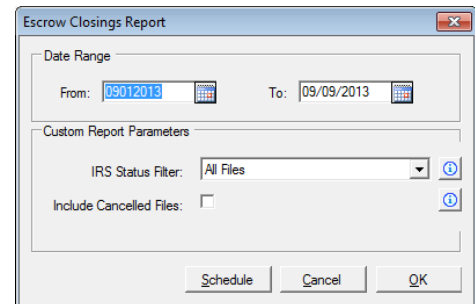 Escrow Closings Report
Date Range
From: 09012013 To: 09/09/2013
Custom Report Parameters
IRS Status Filter: All Files
Include Cancelled Files:
Schedule Cancel OK